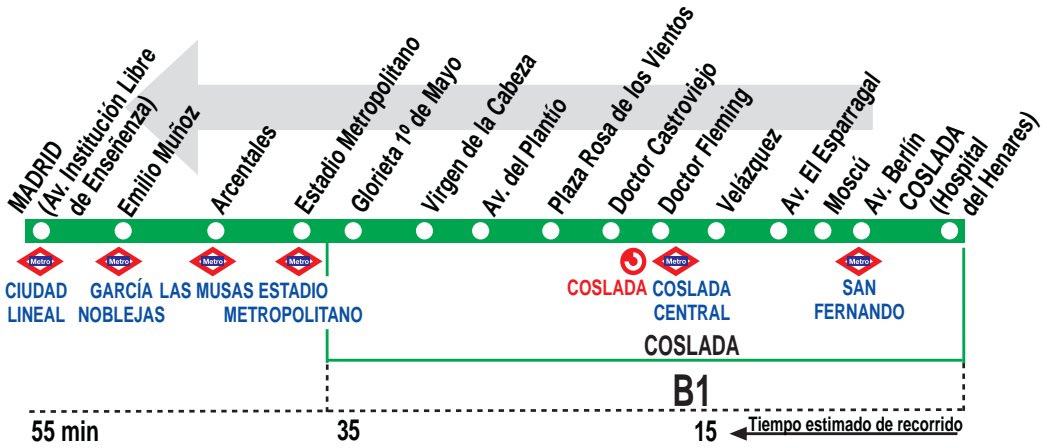 MADRID
(Av. Institución Libre
de Enseñenza)
Emilio Muñoz
Arcentales
Estadio Metropolitano
Glorieta 1º de Mayo
Virgen de la Cabeza
Av. del Plantío
Plaza Rosa de los Vientos
Doctor Castroviejo
Doctor Fleming
Velázquez
Av. El Esparragal
Moscú
Av. Berlín
COSLADA
(Hospital
del Henares)
Metro
Metro
Metro
Metro
Metro
Metro
CIUDAD
LINEAL
GARCÍA
NOBLEJAS
LAS MUSAS
ESTADIO
METROPOLITANO
COSLADA
COSLADA
CENTRAL
SAN
FERNANDO
COSLADA
B1
55 min
35
15
Tiempo estimado de recorrido